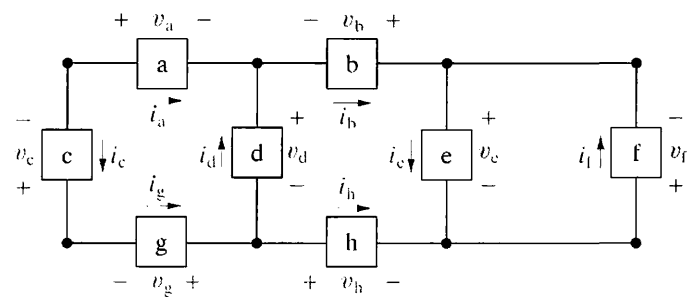 + v_a − − v_b +
a b
i_a i_b
− + + −
v_c c i_c i_d d v_d i_e e v_e i_f f v_f
+ − − +
i_g i_h
g h
− v_g + + v_h −